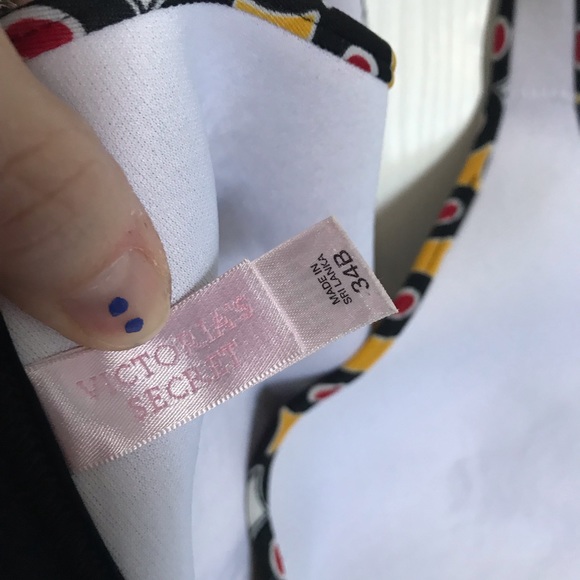 VICTORIA'S
SECRET
MADE IN
SRI LANKA
34B